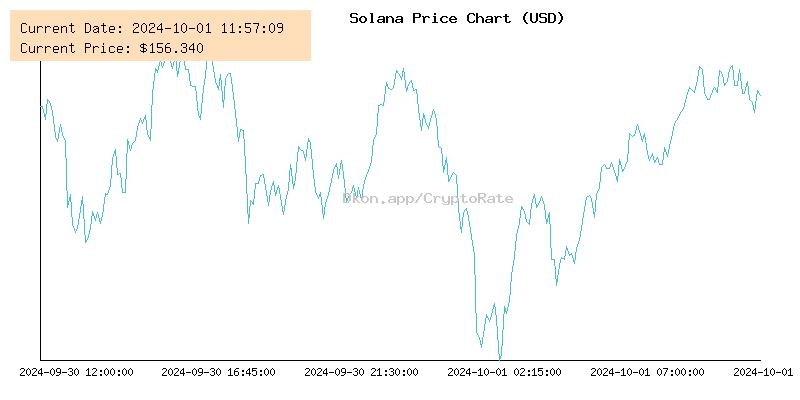 Solana Price Chart (USD)
Current Date: 2024-10-01 11:57:09
Current Price: $156.340
Bkon.app/CryptoRate
2024-09-30 12:00:00 2024-09-30 16:45:00 2024-09-30 21:30:00 2024-10-01 02:15:00 2024-10-01 07:00:00 2024-10-01